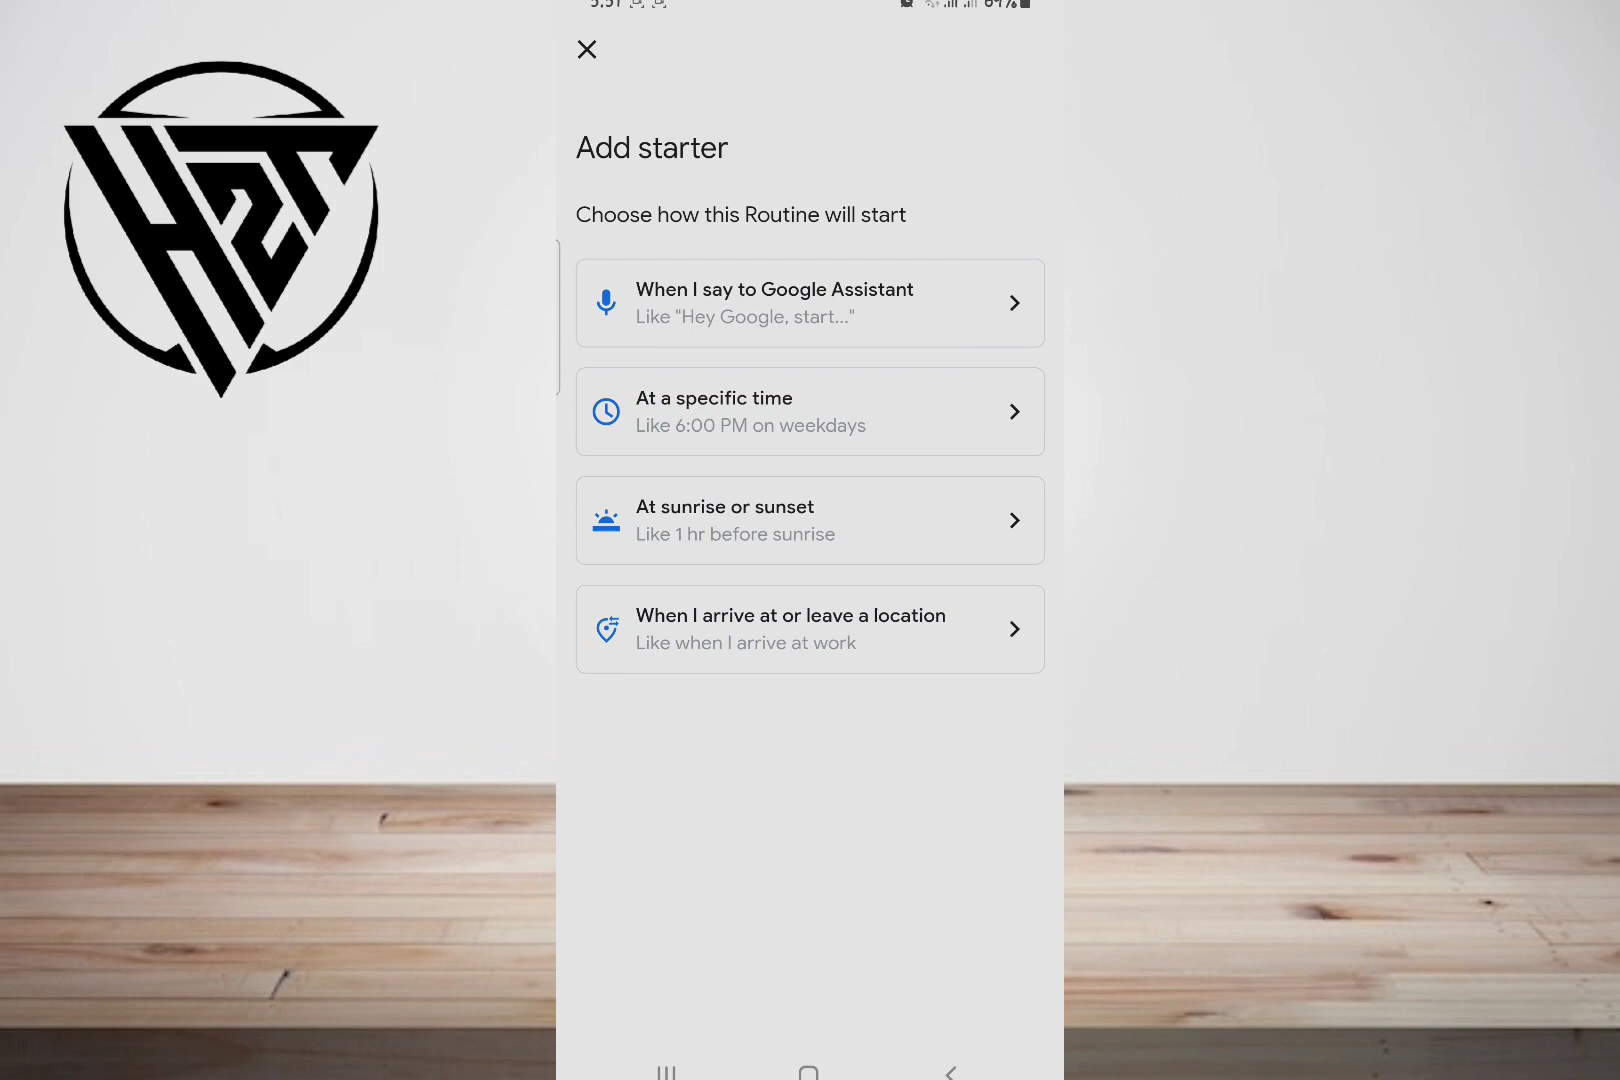 H2T
Add starter
Choose how this Routine will start
When I say to Google Assistant
Like "Hey Google, start..."
At a specific time
Like 6:00 PM on weekdays
At sunrise or sunset
Like 1 hr before sunrise
When I arrive at or leave a location
Like when I arrive at work